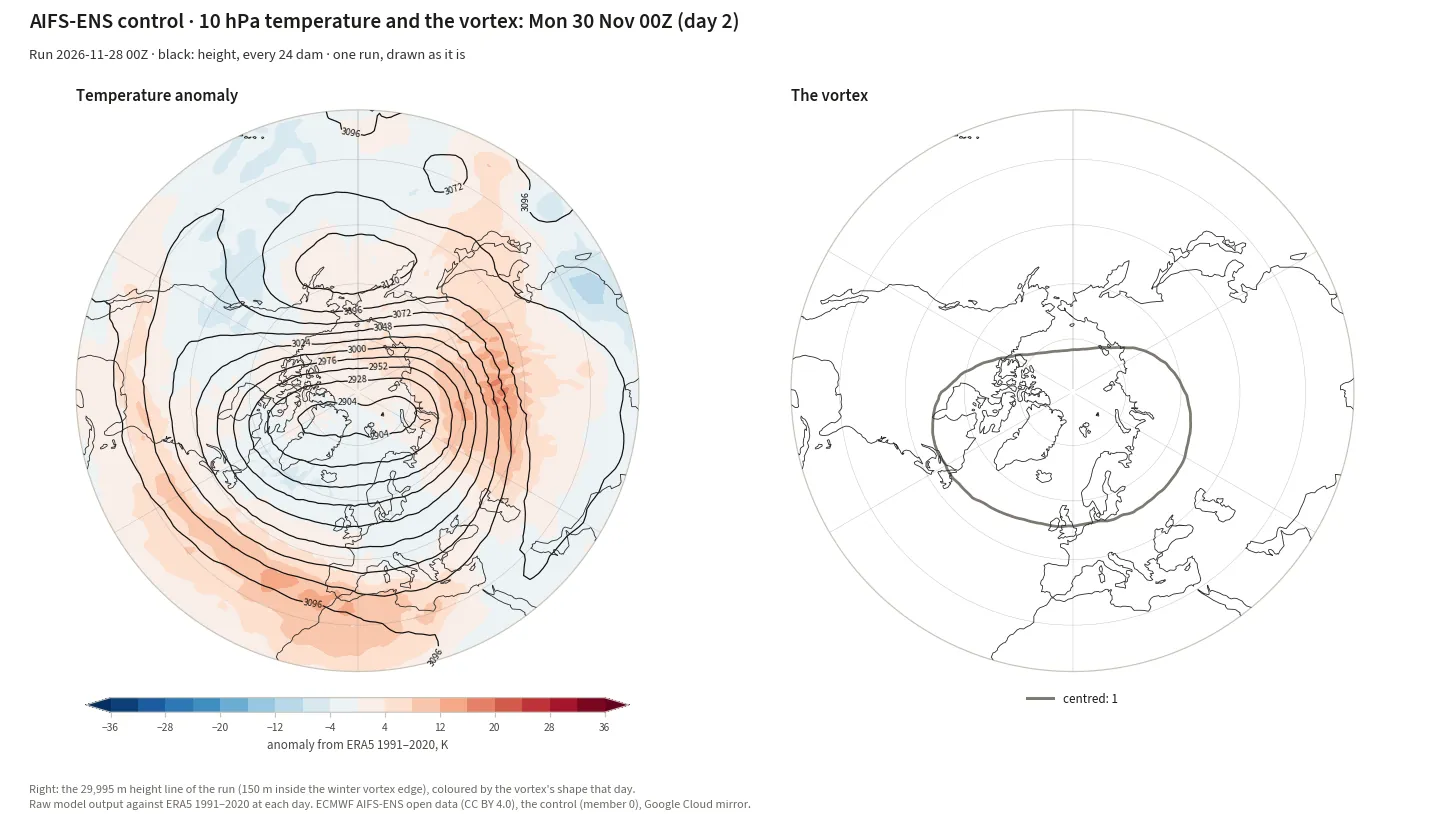 AIFS-ENS control · 10 hPa temperature and the vortex: Mon 30 Nov 00Z (day 2)
Run 2026-11-28 00Z · black: height, every 24 dam · one run, drawn as it is
Temperature anomaly
The vortex
3096
3072
3096
3120
3096
3072
3048
3024
3000
2976
2952
2928
2904
2904
3096
3096
−36 −28 −20 −12 −4 4 12 20 28 36
anomaly from ERA5 1991–2020, K
centred: 1
Right: the 29,995 m height line of the run (150 m inside the winter vortex edge), coloured by the vortex's shape that day.
Raw model output against ERA5 1991–2020 at each day. ECMWF AIFS-ENS open data (CC BY 4.0), the control (member 0), Google Cloud mirror.